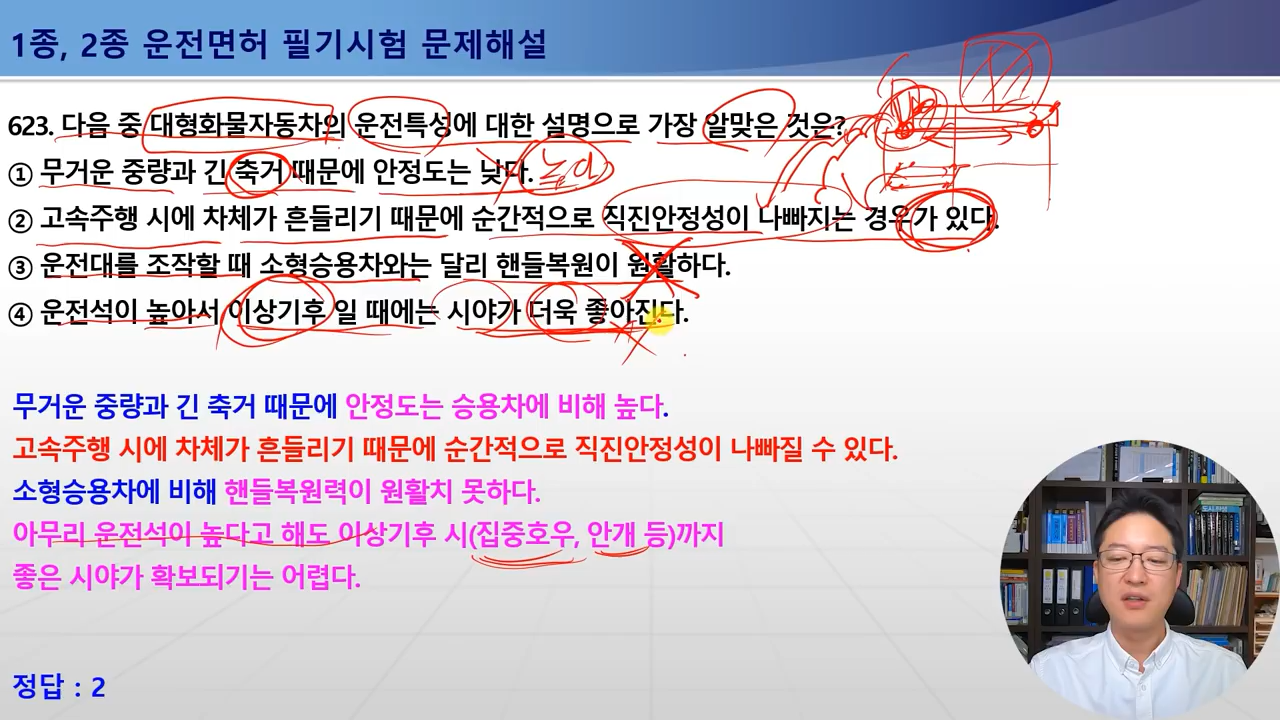 1종, 2종 운전면허 필기시험 문제해설
623. 다음 중 대형화물자동차의 운전특성에 대한 설명으로 가장 알맞은 것은?
① 무거운 중량과 긴 축거 때문에 안정도는 낮다. 높다
② 고속주행 시에 차체가 흔들리기 때문에 순간적으로 직진안정성이 나빠지는 경우가 있다.
③ 운전대를 조작할 때 소형승용차와는 달리 핸들복원이 원활하다.
④ 운전석이 높아서 이상기후 일 때에는 시야가 더욱 좋아진다.
무거운 중량과 긴 축거 때문에 안정도는 승용차에 비해 높다.
고속주행 시에 차체가 흔들리기 때문에 순간적으로 직진안정성이 나빠질 수 있다.
소형승용차에 비해 핸들복원력이 원활치 못하다.
아무리 운전석이 높다고 해도 이상기후 시(집중호우, 안개 등)까지
좋은 시야가 확보되기는 어렵다.
정답 : 2